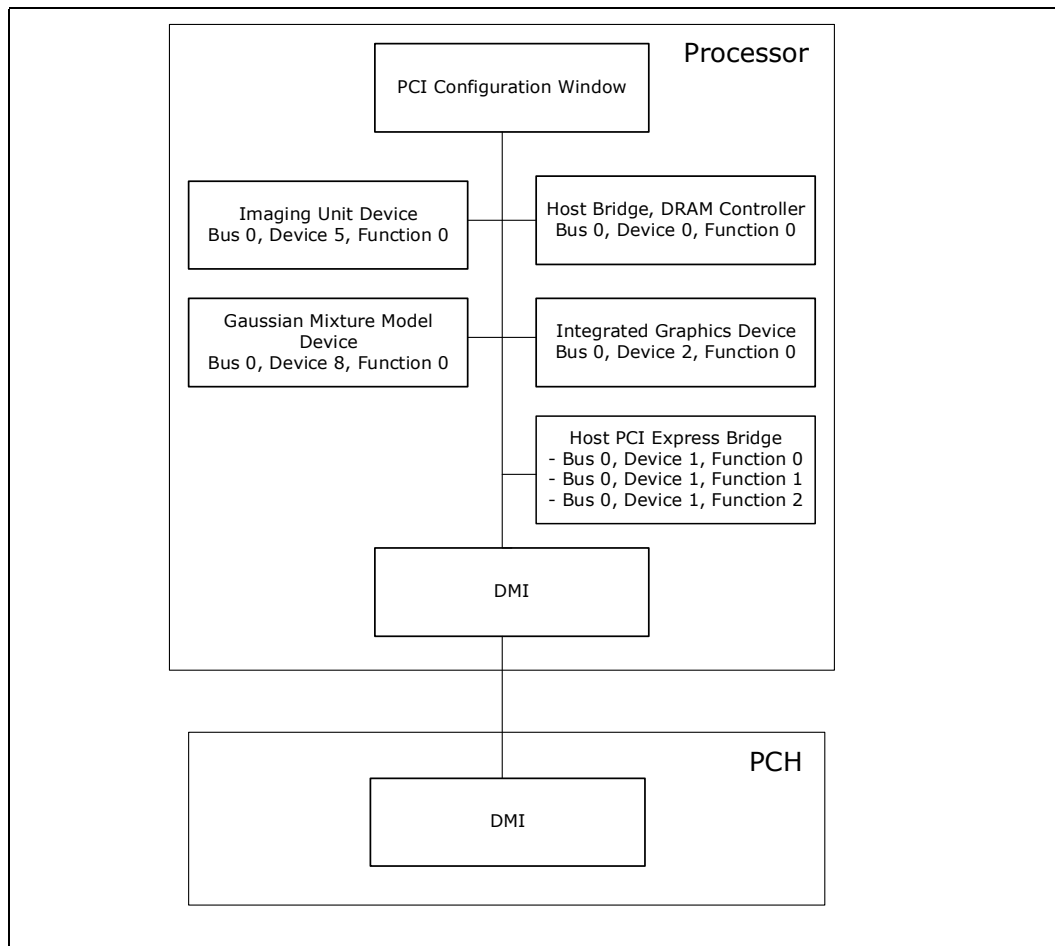 Processor
PCI Configuration Window
Imaging Unit Device
Bus 0, Device 5, Function 0
Host Bridge, DRAM Controller
Bus 0, Device 0, Function 0
Gaussian Mixture Model
Device
Bus 0, Device 8, Function 0
Integrated Graphics Device
Bus 0, Device 2, Function 0
Host PCI Express Bridge
- Bus 0, Device 1, Function 0
- Bus 0, Device 1, Function 1
- Bus 0, Device 1, Function 2
DMI
PCH
DMI